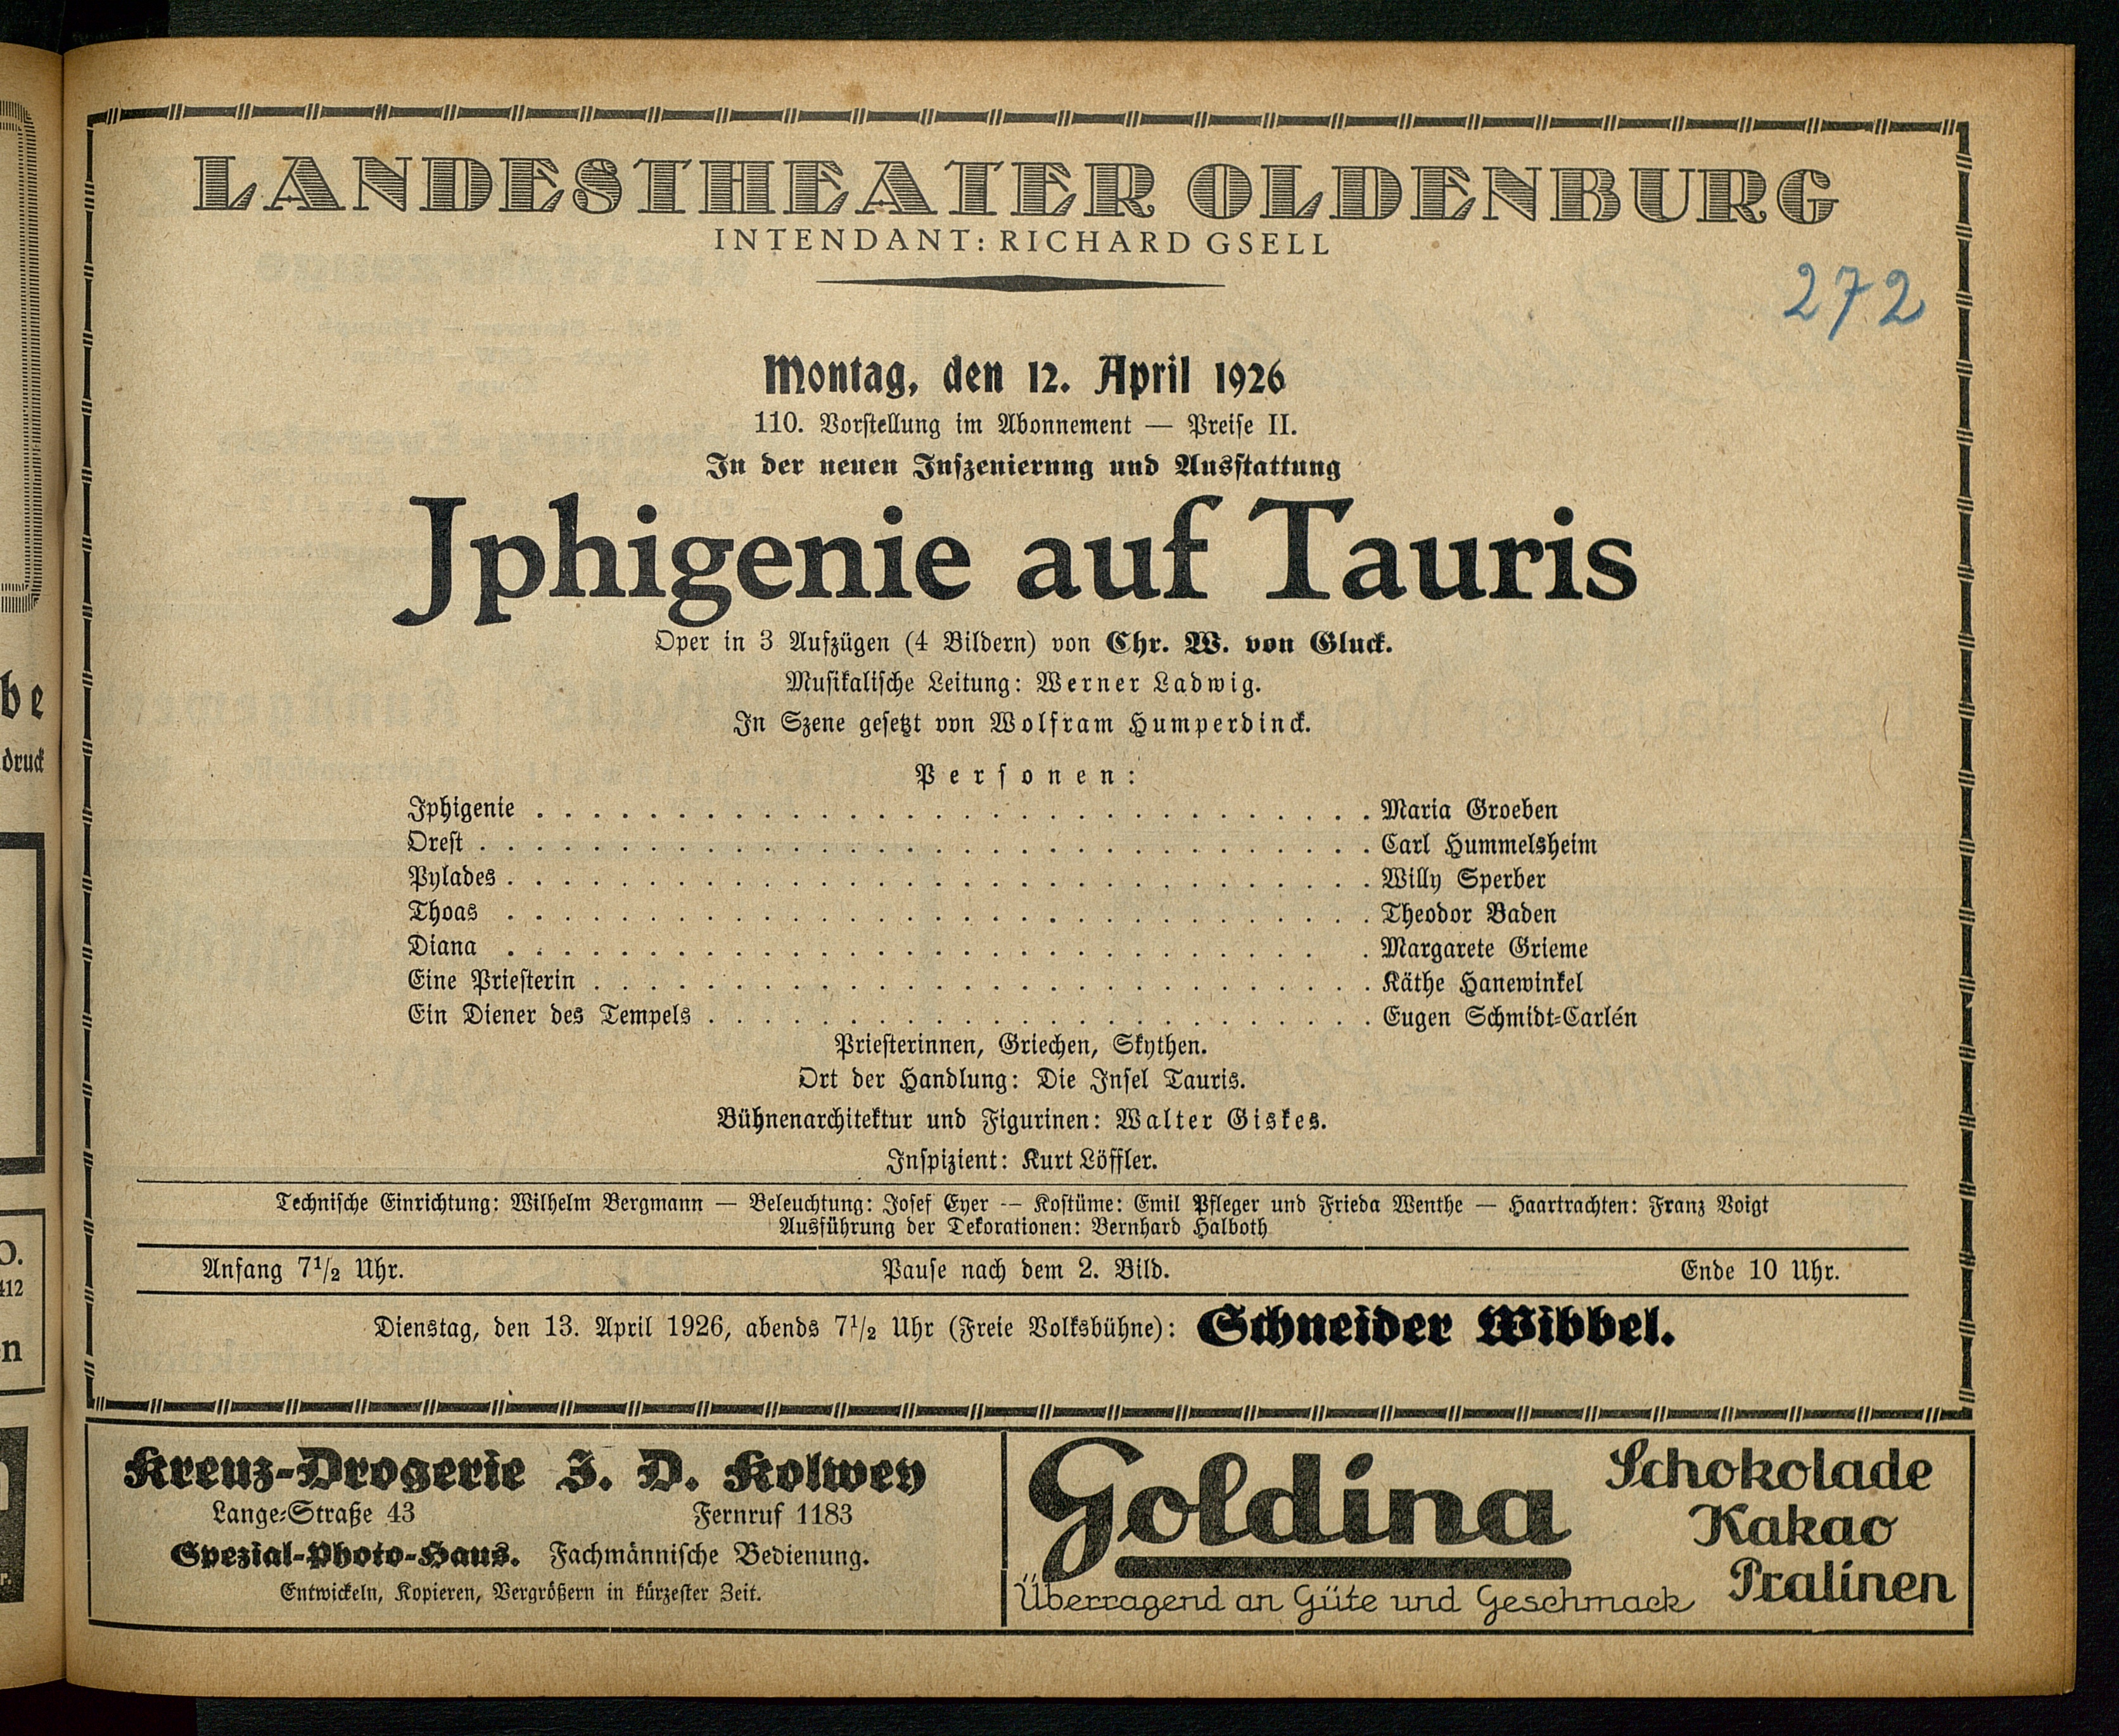 LANDESTHEATER OLDENBURG
INTENDANT: RICHARD GSELL
272
Montag, den 12. April 1926
110. Vorstellung im Abonnement — Preise II.
In der neuen Inszenierung und Ausstattung
Jphigenie auf Tauris
Oper in 3 Aufzügen (4 Bildern) von Chr. W. von Gluck.
Musikalische Leitung: Werner Ladwig.
In Szene gesetzt von Wolfram Humperdinck.
Personen:
Iphigenie . . . . . . . . . . Maria Groeben
Orest . . . . . . . . . . Carl Hummelsheim
Pylades . . . . . . . . . . Willy Sperber
Thoas . . . . . . . . . . Theodor Baden
Diana . . . . . . . . . . Margarete Grieme
Eine Priesterin . . . . . . . . . . Käthe Hanewinkel
Ein Diener des Tempels . . . . . . . . . . Eugen Schmidt-Carlén
Priesterinnen, Griechen, Skythen.
Ort der Handlung: Die Insel Tauris.
Bühnenarchitektur und Figurinen: Walter Giskes.
Inspizient: Kurt Löffler.
Technische Einrichtung: Wilhelm Bergmann — Beleuchtung: Josef Eyer — Kostüme: Emil Pfleger und Frieda Wenthe — Haartrachten: Franz Voigt
Ausführung der Dekorationen: Bernhard Halboth
Anfang 7½ Uhr. Pause nach dem 2. Bild. Ende 10 Uhr.
Dienstag, den 13. April 1926, abends 7½ Uhr (Freie Volksbühne): Schneider Wibbel.
Kreuz-Drogerie J. D. Kolwey
Lange-Straße 43 Fernruf 1183
Spezial-Photo-Haus. Fachmännische Bedienung.
Entwickeln, Kopieren, Vergrößern in kürzester Zeit.
Goldina
Schokolade
Kakao
Pralinen
Überragend an Güte und Geschmack
be
druck
O.
412
n